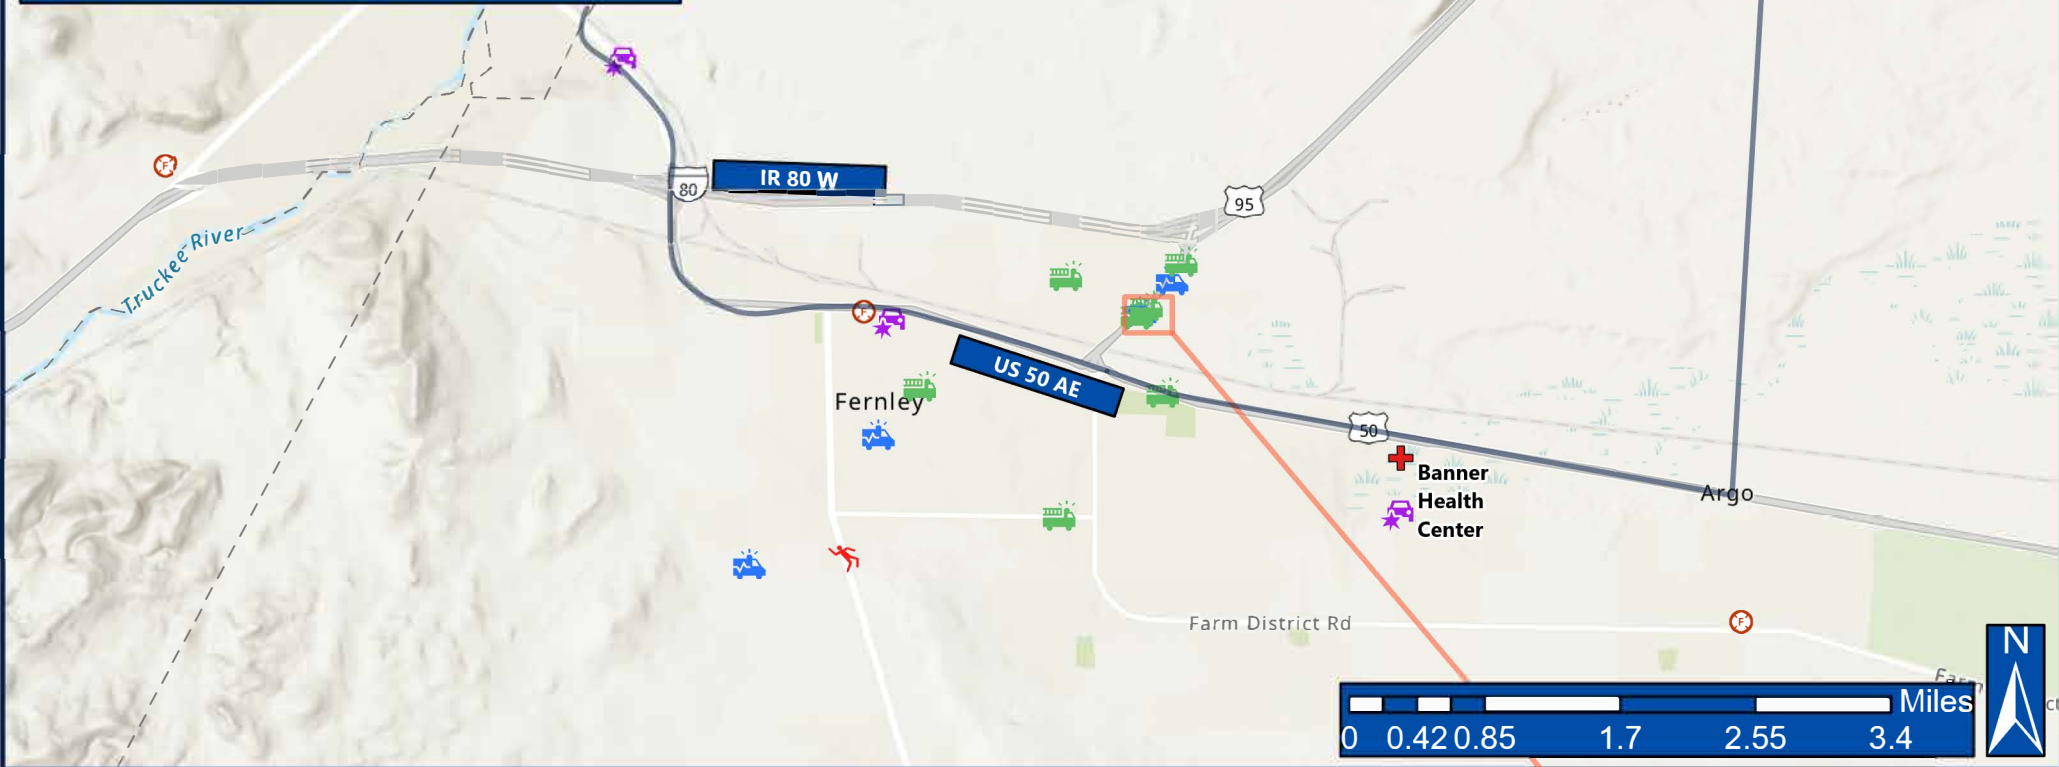 IR 80 W
80
95
Truckee River
F
F
US 50 AE
Fernley
50
Banner
Health
Center
Argo
Farm District Rd
F
Farm
N
Miles
0 0.42 0.85 1.7 2.55 3.4